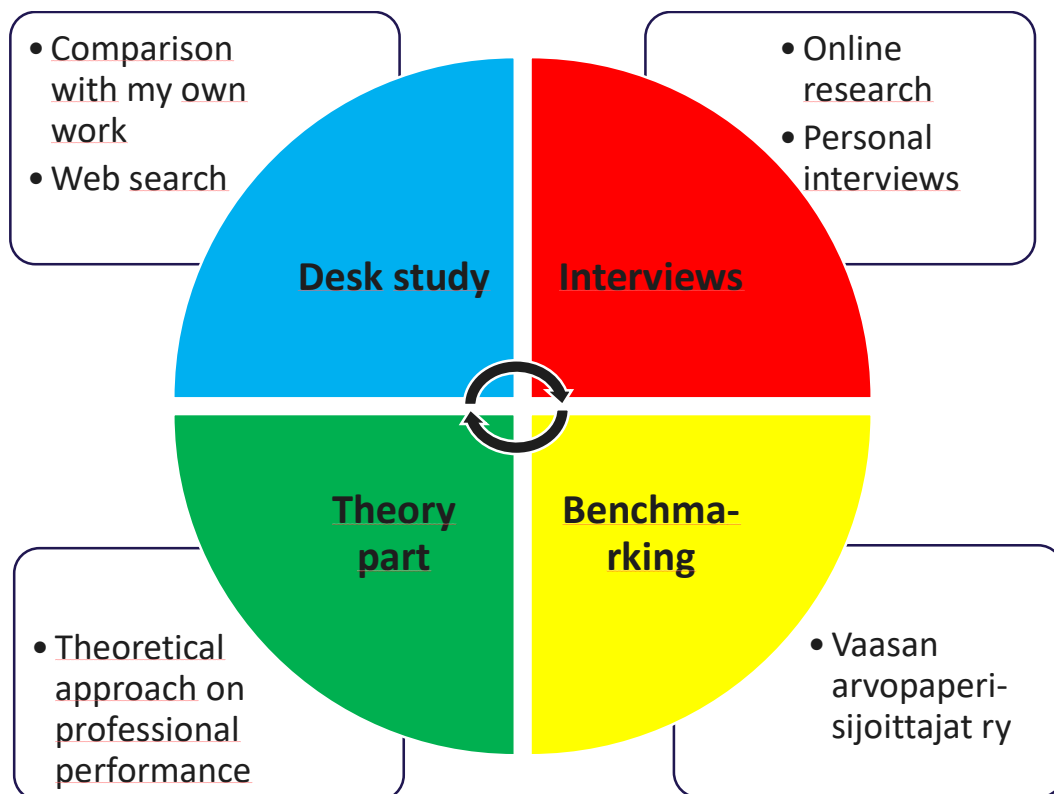 • Comparison
with my own
work
• Web search
• Online
research
• Personal
interviews
Desk study
Interviews
Theory
part
Benchma-
rking
• Theoretical
approach on
professional
performance
• Vaasan
arvopaperi-
sijoittajat ry